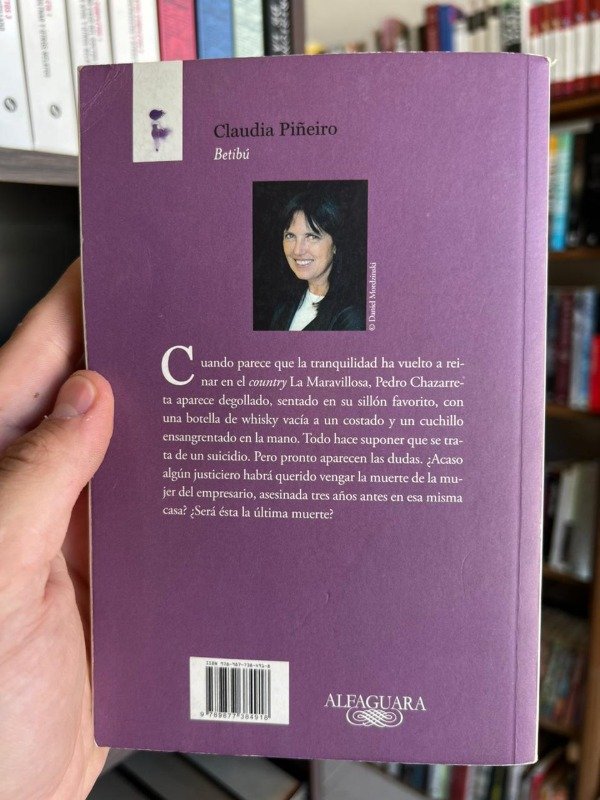 Claudia Piñeiro
Betibú
© Daniel Mordzinski
Cuando parece que la tranquilidad ha vuelto a rei-
nar en el country La Maravillosa, Pedro Chazarre-
ta aparece degollado, sentado en su sillón favorito, con
una botella de whisky vacía a un costado y un cuchillo
ensangrentado en la mano. Todo hace suponer que se tra-
ta de un suicidio. Pero pronto aparecen las dudas. ¿Acaso
algún justiciero habrá querido vengar la muerte de la mu-
jer del empresario, asesinada tres años antes en esa misma
casa? ¿Será ésta la última muerte?
9 789877 384918
ALFAGUARA